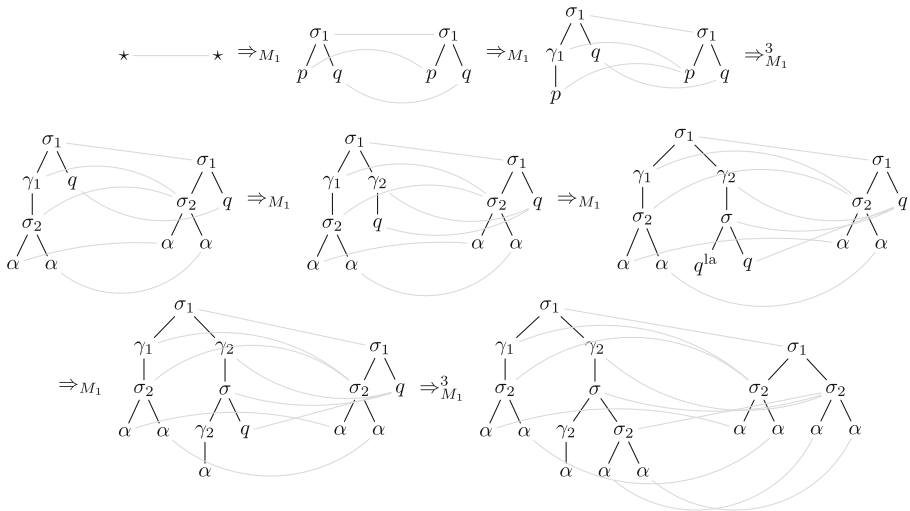 ⋆ ⋆ ⇒M1 σ1 σ1 ⇒M1 σ1 σ1 ⇒3M1
p q p q γ1 q p q
p
σ1 σ1 ⇒M1 σ1 σ1 ⇒M1 σ1 σ1
γ1 q σ2 q γ1 γ2 σ2 q γ1 γ2 σ2 q
σ2 α α σ2 q α α σ2 σ α α
α α α α α α qla q
⇒M1 σ1 σ1 ⇒3M1 σ1 σ1
γ1 γ2 γ1 γ2
σ2 σ σ2 q σ2 σ σ2 σ2
α α γ2 q α α α α γ2 σ2 α α α α
α α α α